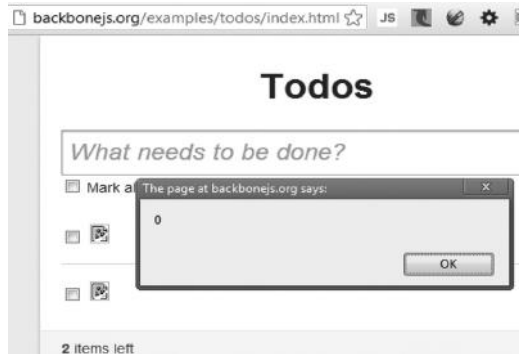 backbonejs.org/examples/todos/index.html JS
Todos
What needs to be done?
Mark al
The page at backbonejs.org says: x
0
OK
2 items left